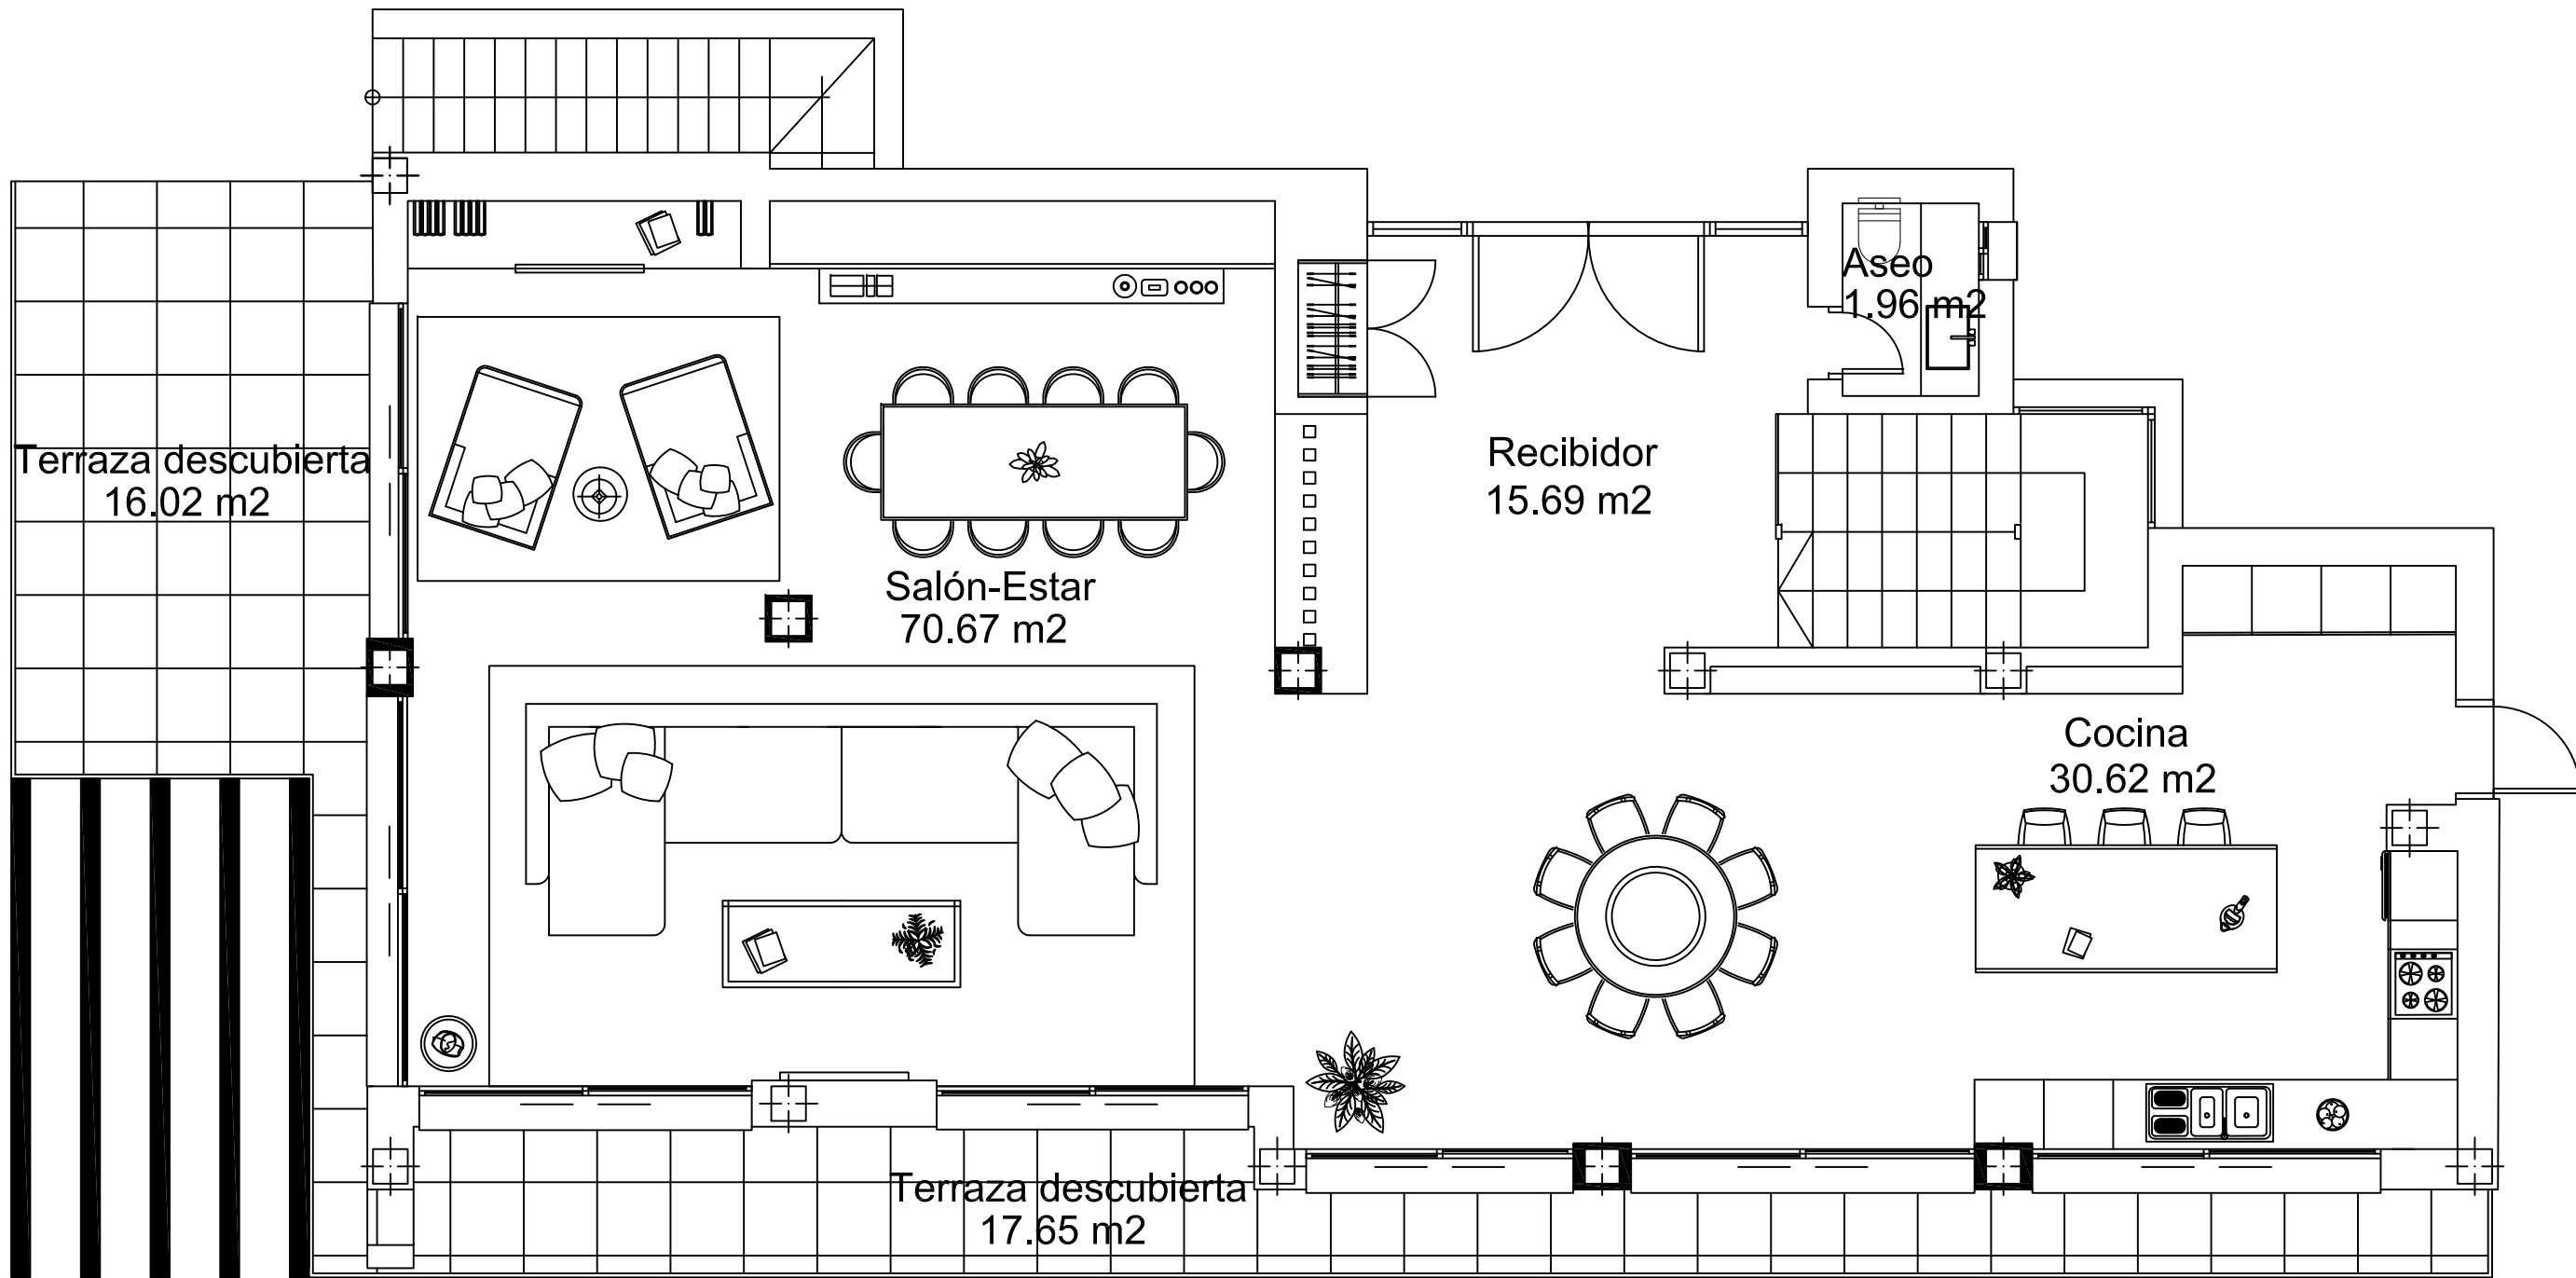 Aseo
1.96 m2
Terraza descubierta
16.02 m2
Recibidor
15.69 m2
Salón-Estar
70.67 m2
Cocina
30.62 m2
Terraza descubierta
17.65 m2